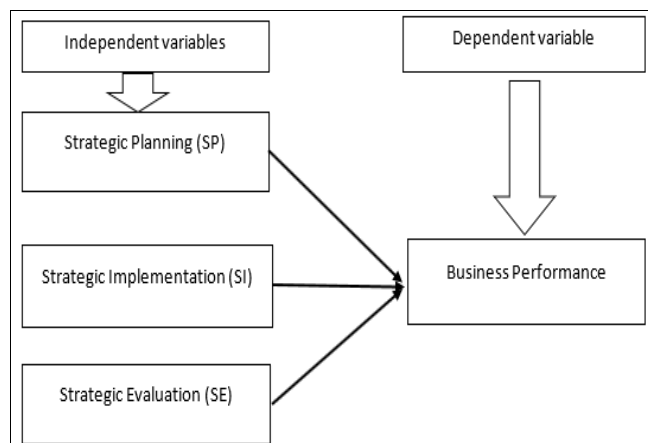 Independent variables
Dependent variable
Strategic Planning (SP)
Strategic Implementation (SI)
Business Performance
Strategic Evaluation (SE)